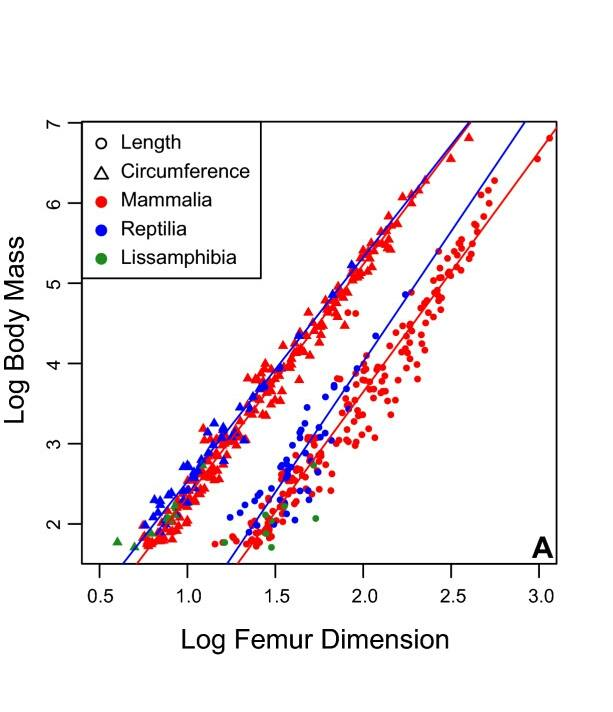 Length
Circumference
Mammalia
Reptilia
Lissamphibia
Log Body Mass
7
6
5
4
3
2
A
0.5 1.0 1.5 2.0 2.5 3.0
Log Femur Dimension